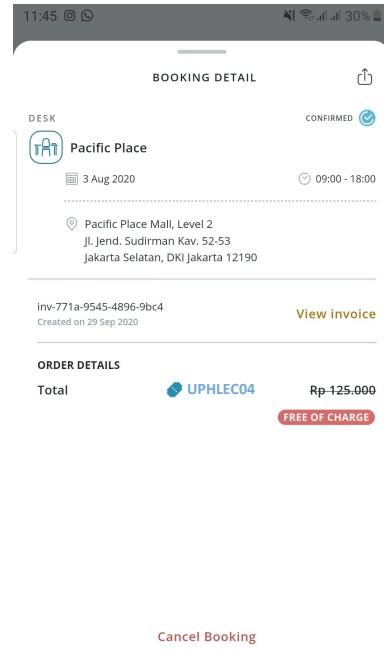 11:45
30%
BOOKING DETAIL
DESK
CONFIRMED
Pacific Place
3 Aug 2020
09:00 - 18:00
Pacific Place Mall, Level 2
Jl. Jend. Sudirman Kav. 52-53
Jakarta Selatan, DKI Jakarta 12190
inv-771a-9545-4896-9bc4
View invoice
Created on 29 Sep 2020
ORDER DETAILS
Total
UPHLEC04
Rp 125.000
FREE OF CHARGE
Cancel Booking